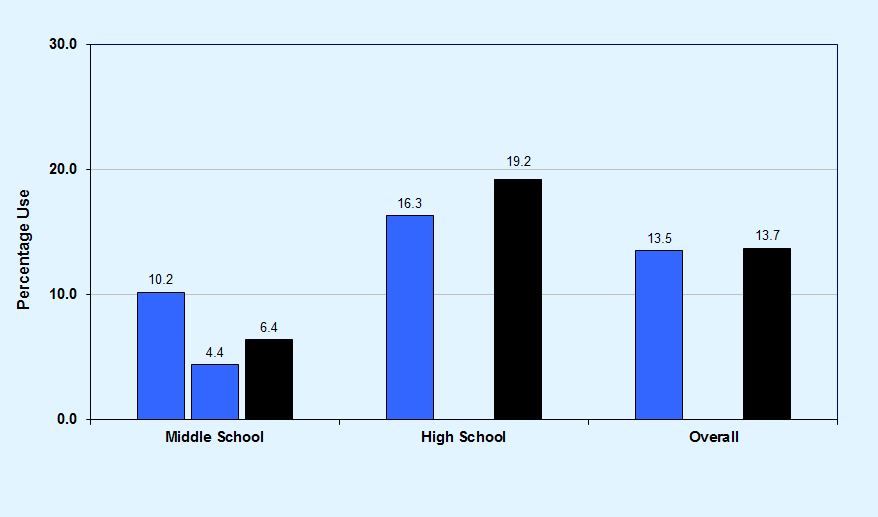 30.0
20.0
10.0
0.0
Percentage Use
10.2
4.4
6.4
16.3
19.2
13.5
13.7
Middle School
High School
Overall